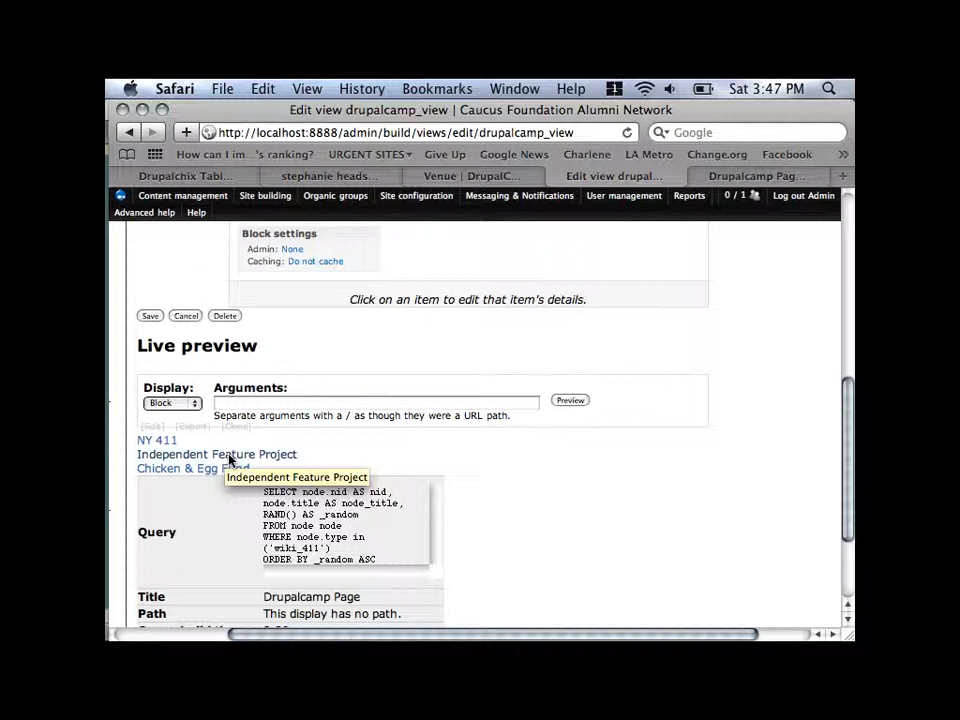 Safari File Edit View History Bookmarks Window Help 1 Sat 3:47 PM
Edit view drupalcamp_view | Caucus Foundation Alumni Network
http://localhost:8888/admin/build/views/edit/drupalcamp_view Google
How can I im...'s ranking? URGENT SITES Give Up Google News Charlene LA Metro Change.org Facebook
Drupalchix Tabl... stephanie heads... Venue | DrupalC... Edit view drupal... Drupalcamp Pag...
Content management Site building Organic groups Site configuration Messaging & Notifications User management Reports 0 / 1 Log out Admin
Advanced help Help
Block settings
Admin: None
Caching: Do not cache
Click on an item to edit that item's details.
Save Cancel Delete
Live preview
Display: Arguments:
Block Preview
Separate arguments with a / as though they were a URL path.
[Edit] [Export] [Clone]
NY 411
Independent Feature Project
Chicken & Egg
Independent Feature Project
SELECT node.nid AS nid,
node.title AS node_title,
RAND() AS _random
FROM node node
Query WHERE node.type in
('wiki_411')
ORDER BY _random ASC
Title Drupalcamp Page
Path This display has no path.